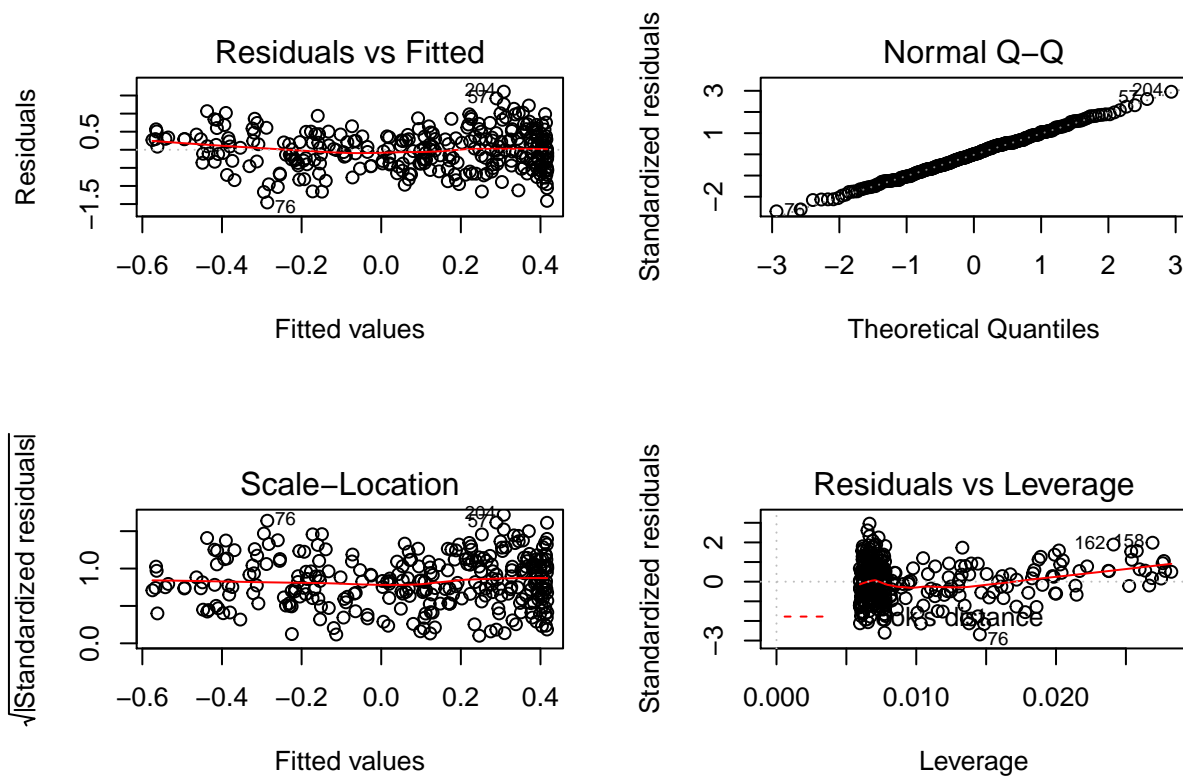 Residuals vs Fitted
Residuals
0.5
−1.5
204
57
76
−0.6 −0.4 −0.2 0.0 0.2 0.4
Fitted values
Normal Q−Q
Standardized residuals
3
1
−2
204
57
76
−3 −2 −1 0 1 2 3
Theoretical Quantiles
Scale−Location
√|Standardized residuals|
1.0
0.0
76
204
57
−0.6 −0.4 −0.2 0.0 0.2 0.4
Fitted values
Residuals vs Leverage
Standardized residuals
2
0
−3
162
158
distance
76
0.000 0.010 0.020
Leverage